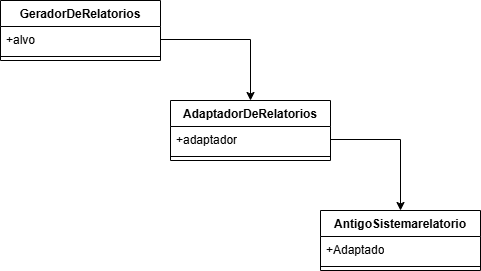 GeradorDeRelatorios
+alvo
AdaptadorDeRelatorios
+adaptador
AntigoSistemarelatorio
+Adaptado